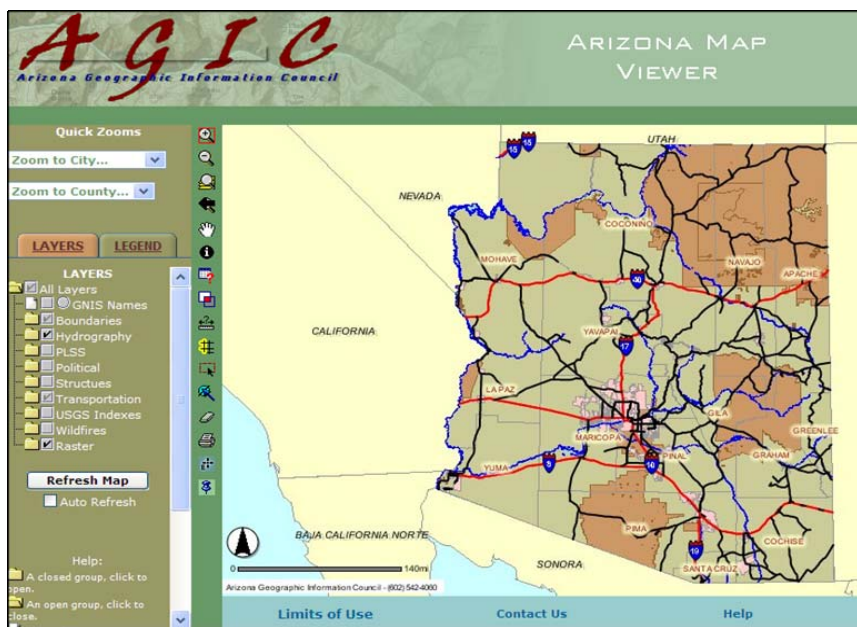 AGIC
Arizona Geographic Information Council
ARIZONA MAP
VIEWER
Quick Zooms
Zoom to City...
Zoom to County...
LAYERS
LEGEND
LAYERS
All Layers
GNIS Names
Boundaries
Hydrography
PLSS
Political
Structues
Transportation
USGS Indexes
Wildfires
Raster
Refresh Map
Auto Refresh
Help:
A closed group, click to
open.
An open group, click to
close.
UTAH
15
15
NEVADA
COCONINO
MOHAVE
NAVAJO
APACHE
40
CALIFORNIA
YAVAPAI
17
LA PAZ
GILA
MARICOPA
GREENLEE
YUMA
8
10
PINAL
GRAHAM
PIMA
BAJA CALIFORNIA NORTE
SONORA
19
COCHISE
SANTA CRUZ
0
140mi
Arizona Geographic Information Council - (602) 542-4060
Limits of Use
Contact Us
Help